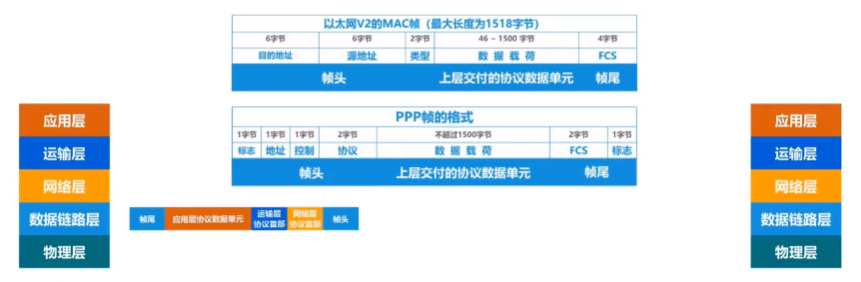 以太网V2的MAC帧（最大长度为1518字节）
6字节 6字节 2字节 46 ~ 1500 字节 4字节
目的地址 源地址 类型 数 据 载 荷 FCS
帧头 上层交付的协议数据单元 帧尾
PPP帧的格式
1字节 1字节 1字节 2字节 不超过1500字节 2字节 1字节
标志 地址 控制 协议 数 据 载 荷 FCS 标志
帧头 上层交付的协议数据单元 帧尾
应用层
运输层
网络层
数据链路层
物理层
帧尾 应用层协议数据单元 运输层协议首部 网络层协议首部 帧头
应用层
运输层
网络层
数据链路层
物理层